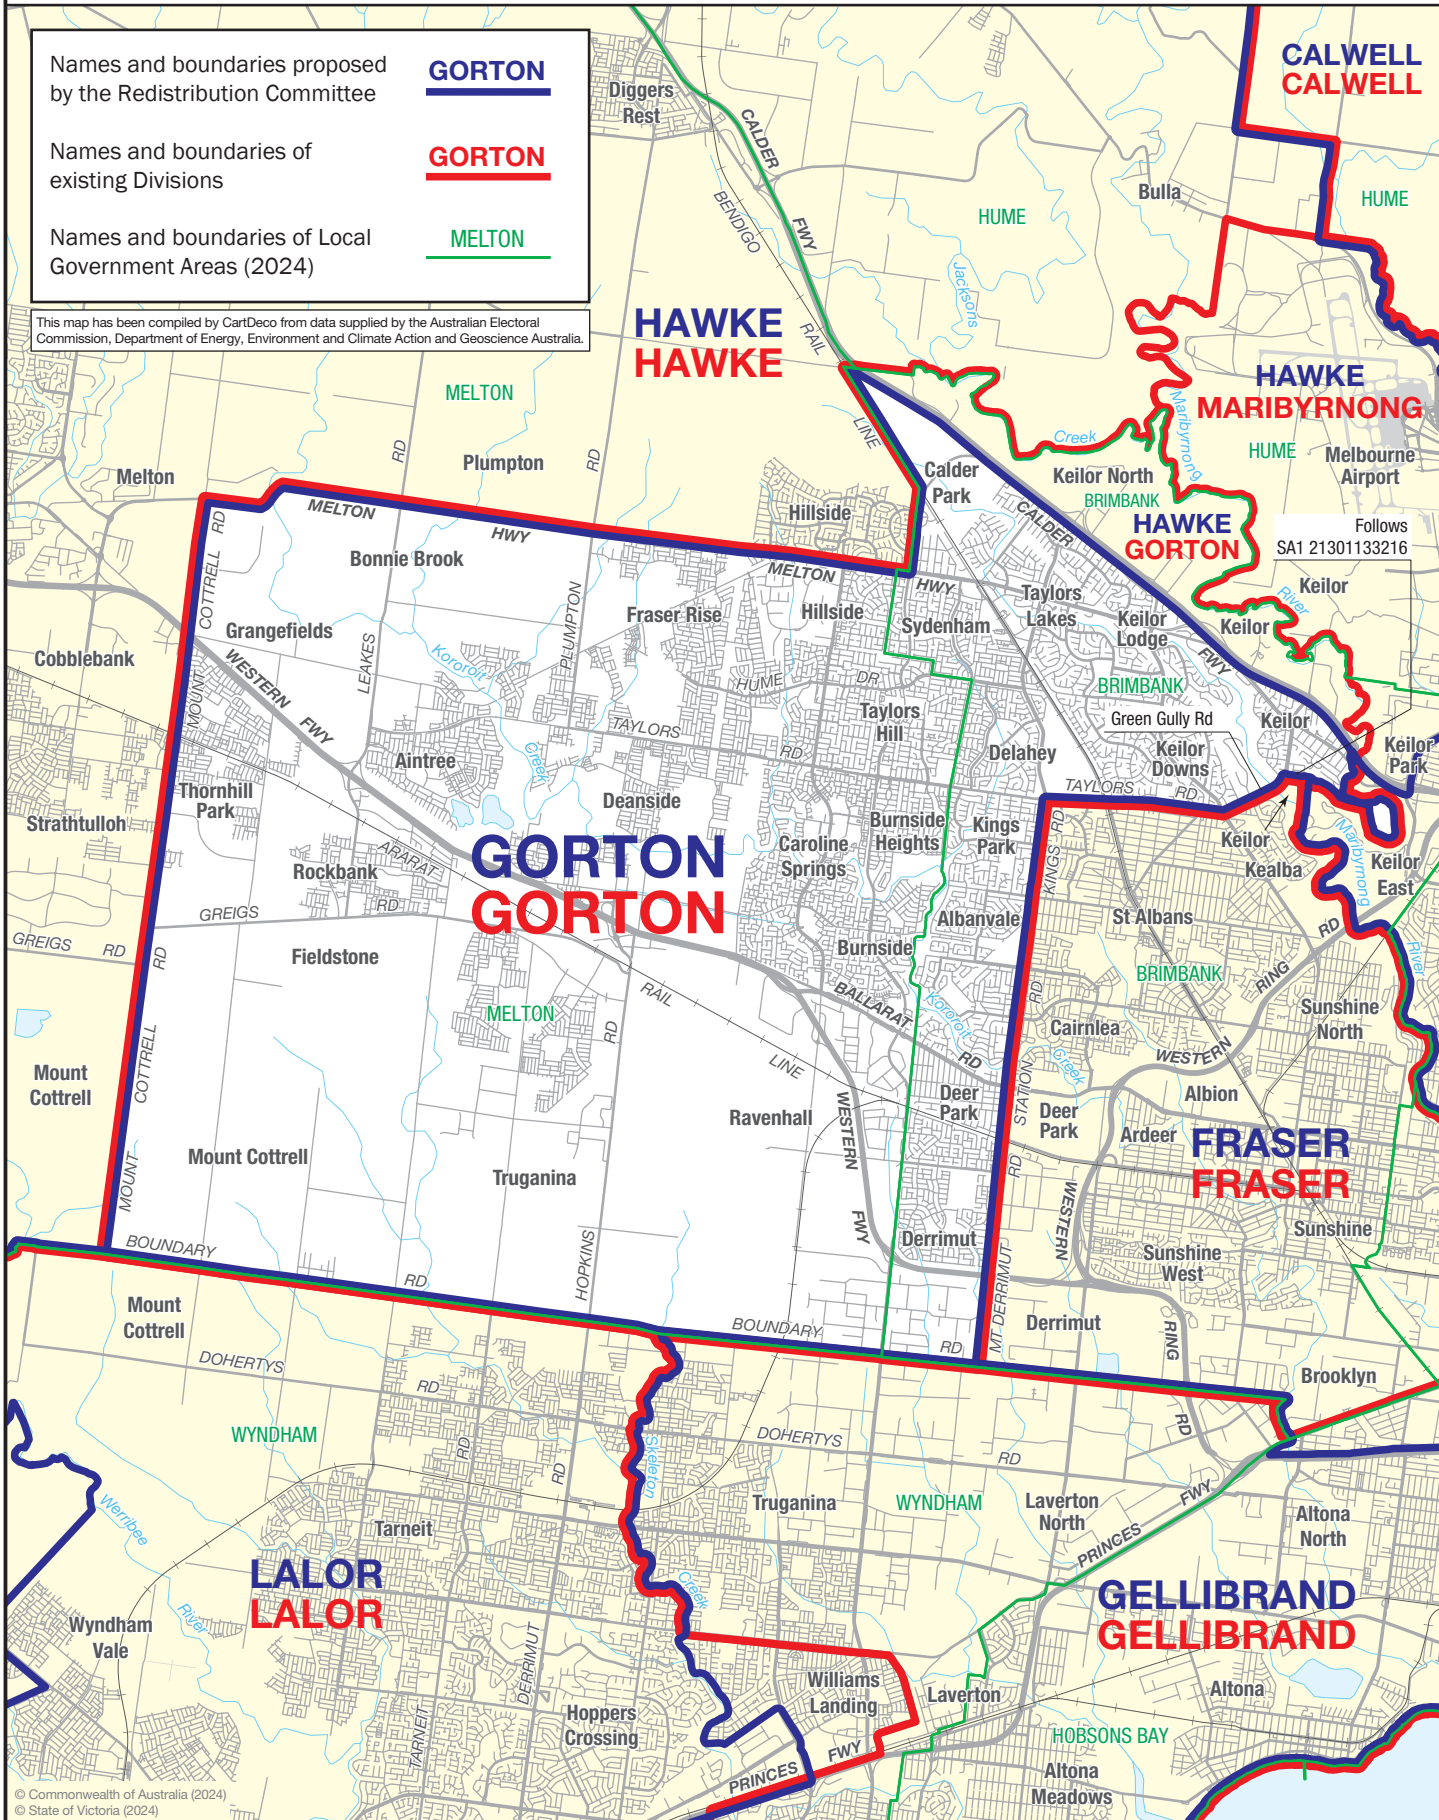 Names and boundaries proposed
by the Redistribution Committee
GORTON
Names and boundaries of
existing Divisions
GORTON
Names and boundaries of Local
Government Areas (2024)
MELTON
This map has been compiled by CartDeco from data supplied by the Australian Electoral
Commission, Department of Energy, Environment and Climate Action and Geoscience Australia.
Diggers
Rest
CALDER
FWY
BENDIGO
RAIL
LINE
CALWELL
CALWELL
Bulla
HUME
HUME
Jacksons
Creek
HAWKE
HAWKE
MELTON
HAWKE
MARIBYRNONG
Maribyrnong
HUME
Melbourne
Airport
Melton
Plumpton
RD
RD
Calder
Park
Keilor North
BRIMBANK
HAWKE
GORTON
Follows
SA1 21301133216
Hillside
MELTON
HWY
MELTON
HWY
CALDER
FWY
COTTRELL
RD
Bonnie Brook
Keilor
River
Keilor
Grangefields
Fraser Rise
Hillside
Sydenham
Taylors
Lakes
Keilor
Lodge
Cobblebank
LEAKES
PLUMPTON
Kororoit
Creek
HUME
DR
BRIMBANK
MOUNT
WESTERN
FWY
TAYLORS
RD
Taylors
Hill
Green Gully Rd
Keilor
Keilor
Park
Aintree
Delahey
Keilor
Downs
TAYLORS
RD
Thornhill
Park
Deanside
Strathtulloh
Burnside
Heights
Kings
Park
Keilor
Kealba
Maribyrnong
Keilor
East
GORTON
GORTON
Caroline
Springs
KINGS
RD
Rockbank
ARARAT
RD
GREIGS
GREIGS
RD
RD
Albanvale
St Albans
RD
Fieldstone
Burnside
BRIMBANK
RING
River
MELTON
RAIL
RD
BALLARAT
RD
Kororoit
Creek
RD
Cairnlea
Sunshine
North
Mount
Cottrell
COTTRELL
LINE
WESTERN
Albion
Ravenhall
WESTERN
FWY
Deer
Park
STATION
RD
Deer
Park
Ardeer
FRASER
FRASER
Mount Cottrell
MOUNT
Truganina
WESTERN
Sunshine
BOUNDARY
RD
HOPKINS
Derrimut
MT DERRIMUT
Sunshine
West
Mount
Cottrell
BOUNDARY
RD
Derrimut
RING
RD
DOHERTYS
RD
Brooklyn
WYNDHAM
RD
RD
Skeleton
Creek
DOHERTYS
RD
Werribee
River
Tarneit
Truganina
WYNDHAM
Laverton
North
PRINCES
FWY
Altona
North
LALOR
LALOR
GELLIBRAND
GELLIBRAND
Wyndham
Vale
DERRIMUT
TARNEIT
Hoppers
Crossing
Williams
Landing
Laverton
Altona
HOBSONS BAY
PRINCES
FWY
Altona
Meadows
© Commonwealth of Australia (2024)
© State of Victoria (2024)